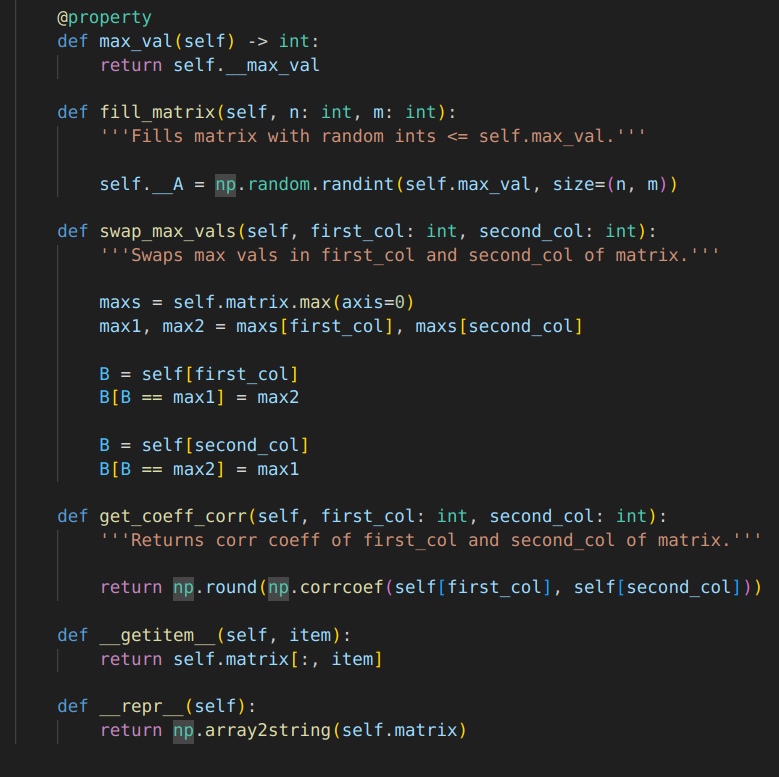 @property
def max_val(self) -> int:
    return self.__max_val
def fill_matrix(self, n: int, m: int):
    '''Fills matrix with random ints <= self.max_val.'''
    self.__A = np.random.randint(self.max_val, size=(n, m))
def swap_max_vals(self, first_col: int, second_col: int):
    '''Swaps max vals in first_col and second_col of matrix.'''
    maxs = self.matrix.max(axis=0)
    max1, max2 = maxs[first_col], maxs[second_col]
    B = self[first_col]
    B[B == max1] = max2
    B = self[second_col]
    B[B == max2] = max1
def get_coeff_corr(self, first_col: int, second_col: int):
    '''Returns corr coeff of first_col and second_col of matrix.'''
    return np.round(np.corrcoef(self[first_col], self[second_col]))
def __getitem__(self, item):
    return self.matrix[:, item]
def __repr__(self):
    return np.array2string(self.matrix)